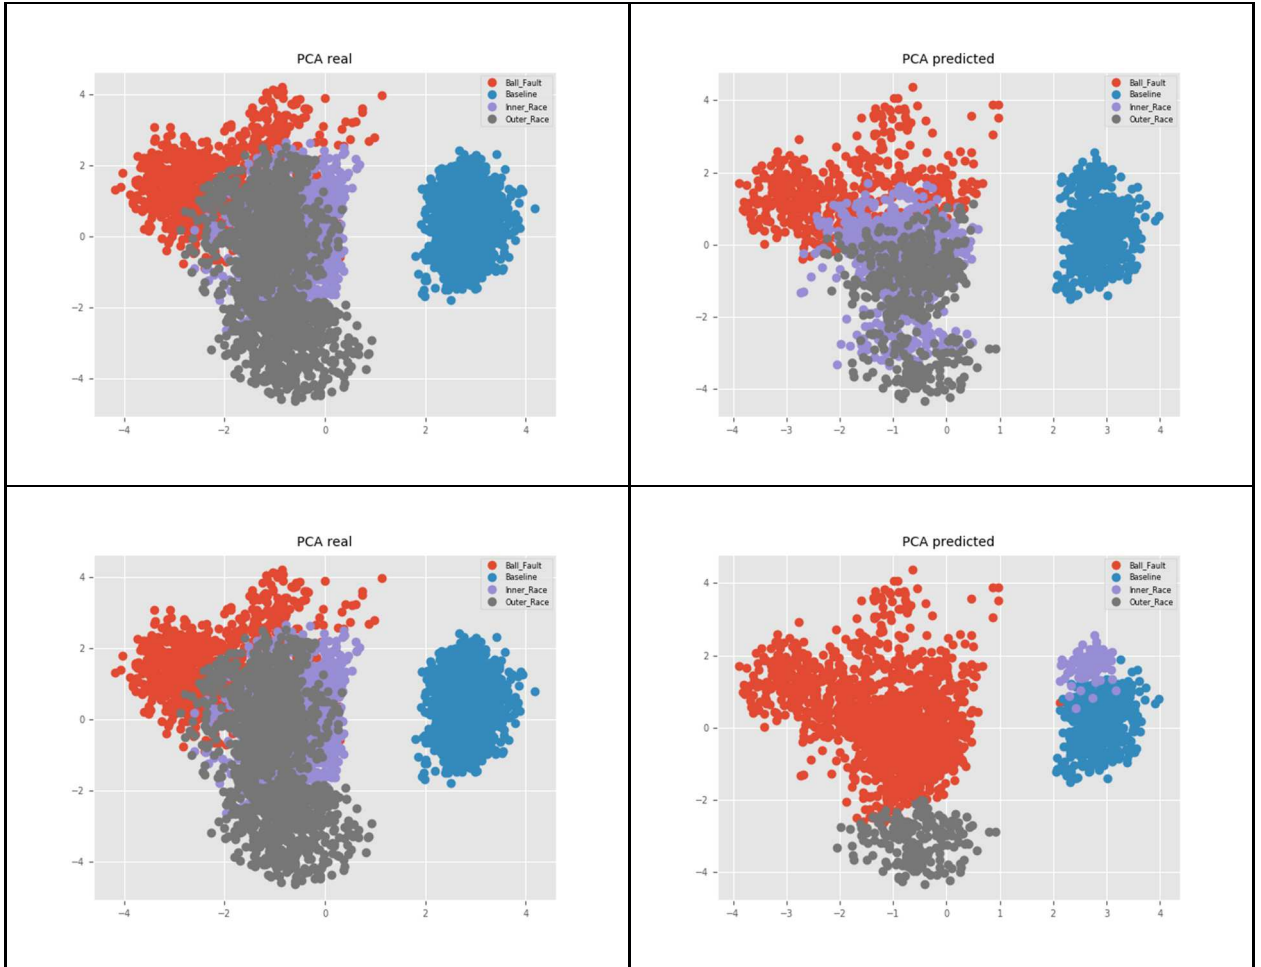 PCA real
Ball_Fault
Baseline
Inner_Race
Outer_Race
4
2
0
−2
−4
−4
−2
0
2
4
PCA predicted
Ball_Fault
Baseline
Inner_Race
Outer_Race
4
2
0
−2
−4
−4
−3
−2
−1
0
1
2
3
4
PCA real
Ball_Fault
Baseline
Inner_Race
Outer_Race
4
2
0
−2
−4
−4
−2
0
2
4
PCA predicted
Ball_Fault
Baseline
Inner_Race
Outer_Race
4
2
0
−2
−4
−4
−3
−2
−1
0
1
2
3
4